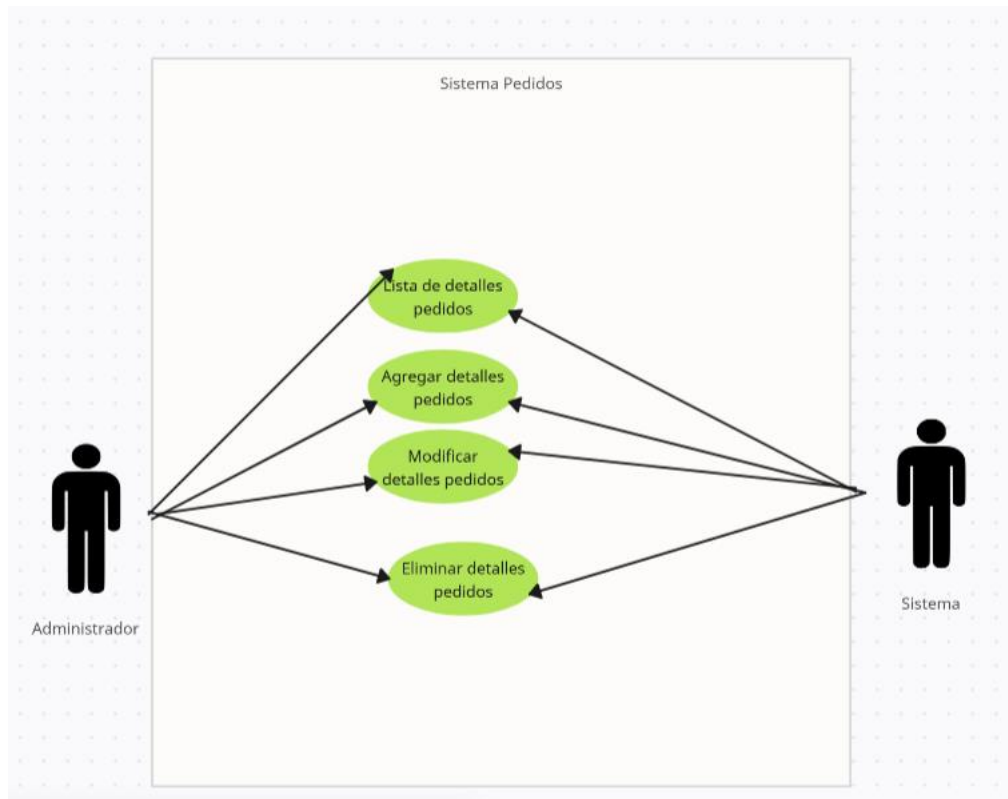 Sistema Pedidos
Lista de detalles
pedidos
Agregar detalles
pedidos
Modificar
detalles pedidos
Eliminar detalles
pedidos
Sistema
Administrador